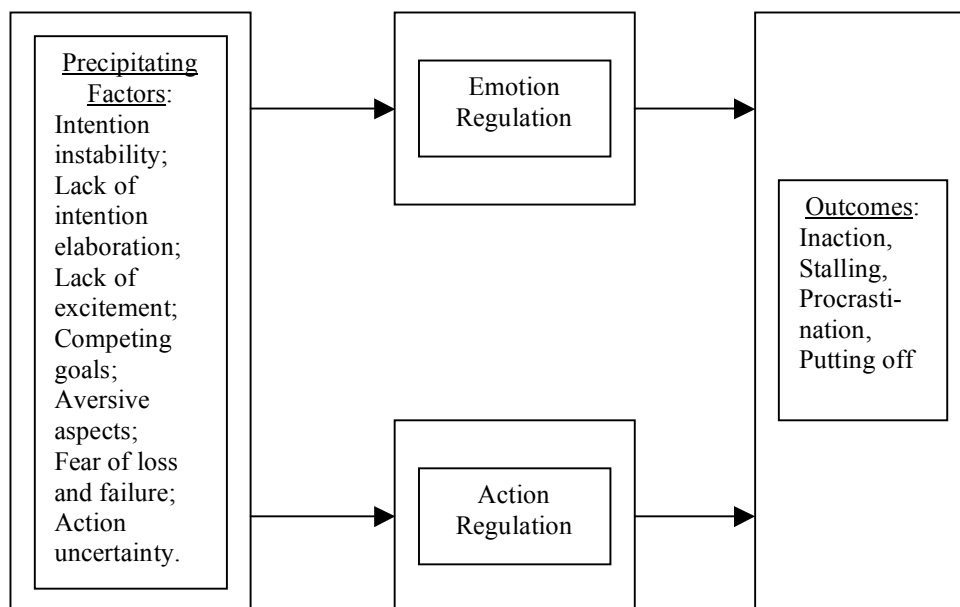 Precipitating
Factors:
Intention
instability;
Lack of
intention
elaboration;
Lack of
excitement;
Competing
goals;
Aversive
aspects;
Fear of loss
and failure;
Action
uncertainty.
Emotion
Regulation
Action
Regulation
Outcomes:
Inaction,
Stalling,
Procrasti-
nation,
Putting off